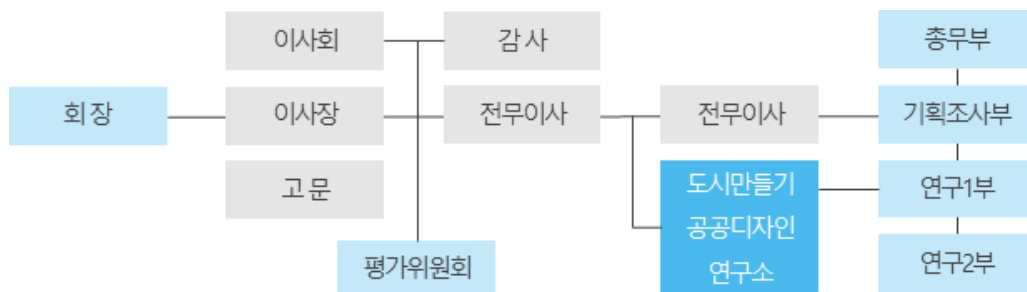 이사회
감 사
총무부
회 장
이사장
전무이사
전무이사
기획조사부
고 문
도시만들기
공공디자인
연구소
연구1부
평가위원회
연구2부